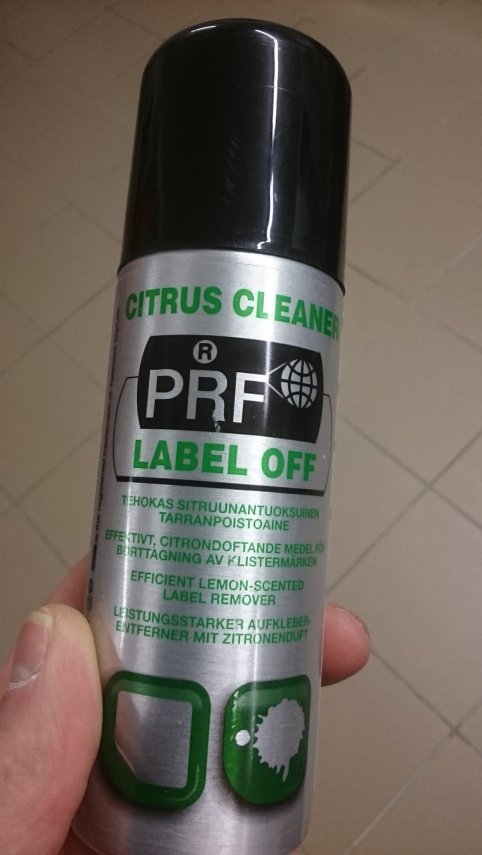 CITRUS CLEANER
®
PRF
LABEL OFF
TEHOKAS SITRUUNANTUOKSUINEN
TARRANPOISTOAINE
EFFEKTIVT, CITRONDOFTANDE MEDEL FÖR
BORTTAGNING AV KLISTERMÄRKEN
EFFICIENT LEMON-SCENTED
LABEL REMOVER
LEISTUNGSSTARKER AUFKLEBER-
ENTFERNER MIT ZITRONENDUFT